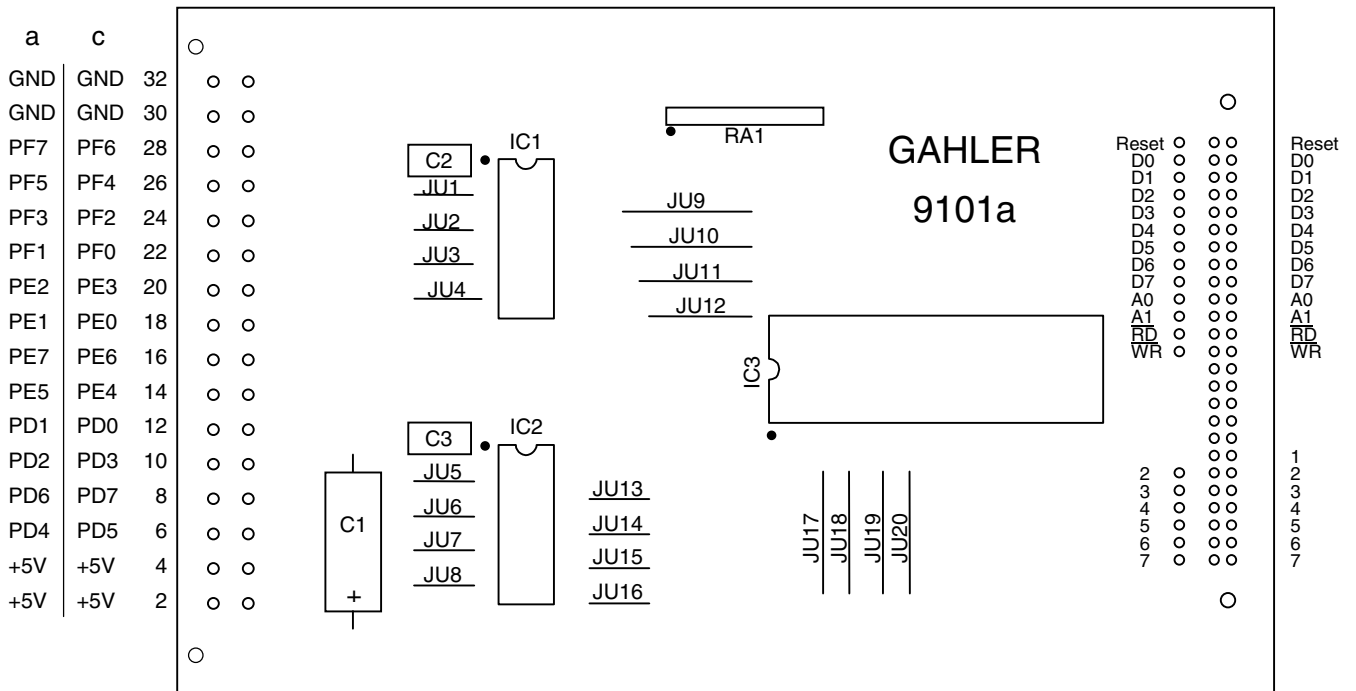 a c
GND GND 32
GND GND 30
PF7 PF6 28
PF5 PF4 26
PF3 PF2 24
PF1 PF0 22
PE2 PE3 20
PE1 PE0 18
PE7 PE6 16
PE5 PE4 14
PD1 PD0 12
PD2 PD3 10
PD6 PD7 8
PD4 PD5 6
+5V +5V 4
+5V +5V 2
C2
IC1
JU1
JU2
JU3
JU4
RA1
JU9
JU10
JU11
JU12
GAHLER
9101a
IC3
C3
IC2
C1
+
JU5
JU6
JU7
JU8
JU13
JU14
JU15
JU16
JU17
JU18
JU19
JU20
Reset
D0
D1
D2
D3
D4
D5
D6
D7
A0
A1
RD
WR
2
3
4
5
6
7
Reset
D0
D1
D2
D3
D4
D5
D6
D7
A0
A1
RD
WR
1
2
3
4
5
6
7